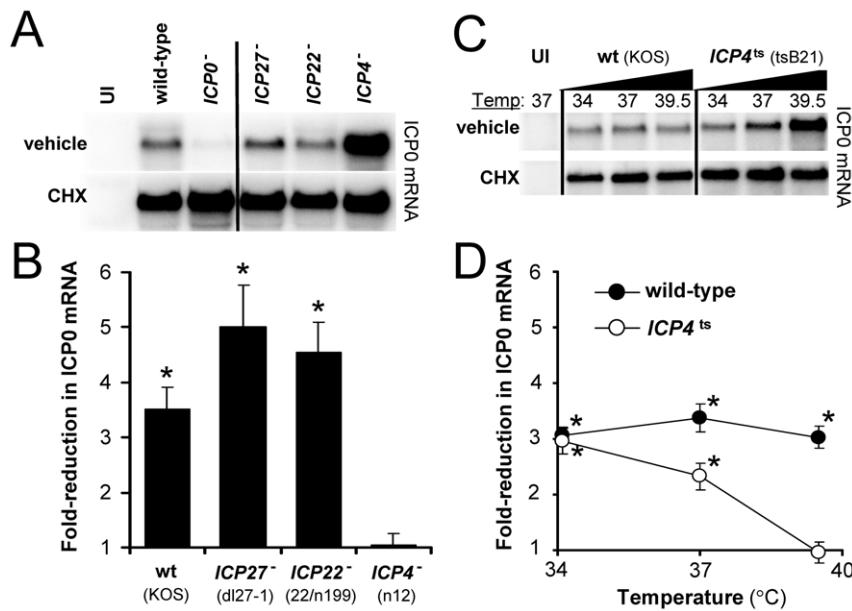 A
UI
wild-type
ICP0-
ICP27-
ICP22-
ICP4-
vehicle
CHX
ICP0 mRNA
C
UI
wt (KOS)
ICP4ts (tsB21)
Temp: 37 34 37 39.5 34 37 39.5
vehicle
CHX
ICP0 mRNA
B
Fold-reduction in ICP0 mRNA
6
5
4
3
2
1
* * *
wt ICP27- ICP22- ICP4-
(KOS) (dl27-1) (22/n199) (n12)
D
Fold-reduction in ICP0 mRNA
6
5
4
3
2
1
wild-type
ICP4 ts
* * *
* *
34 37 40
Temperature (°C)